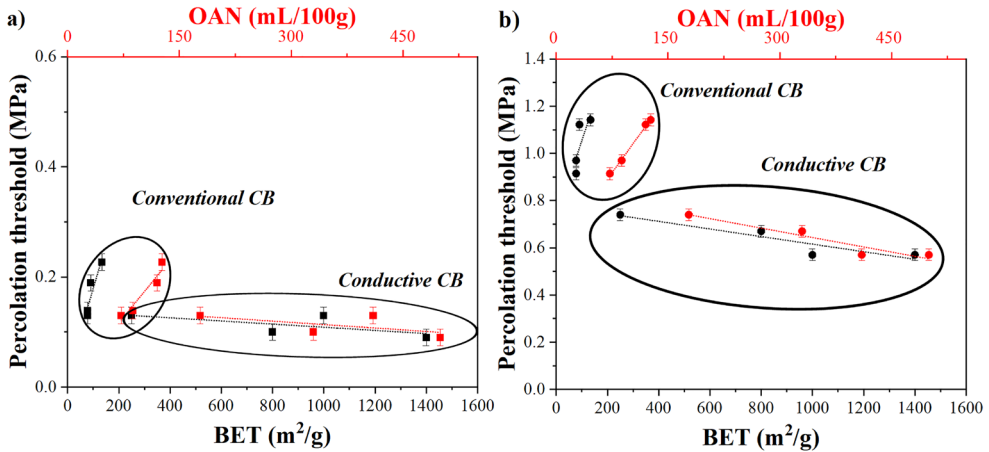 a)
OAN (mL/100g)
0 150 300 450
Percolation threshold (MPa)
0.6
0.4
0.2
0.0
Conventional CB
Conductive CB
0 200 400 600 800 1000 1200 1400 1600
BET (m²/g)
b)
OAN (mL/100g)
0 150 300 450
Percolation threshold (MPa)
1.4
1.2
1.0
0.8
0.6
0.4
0.2
0.0
Conventional CB
Conductive CB
0 200 400 600 800 1000 1200 1400 1600
BET (m²/g)